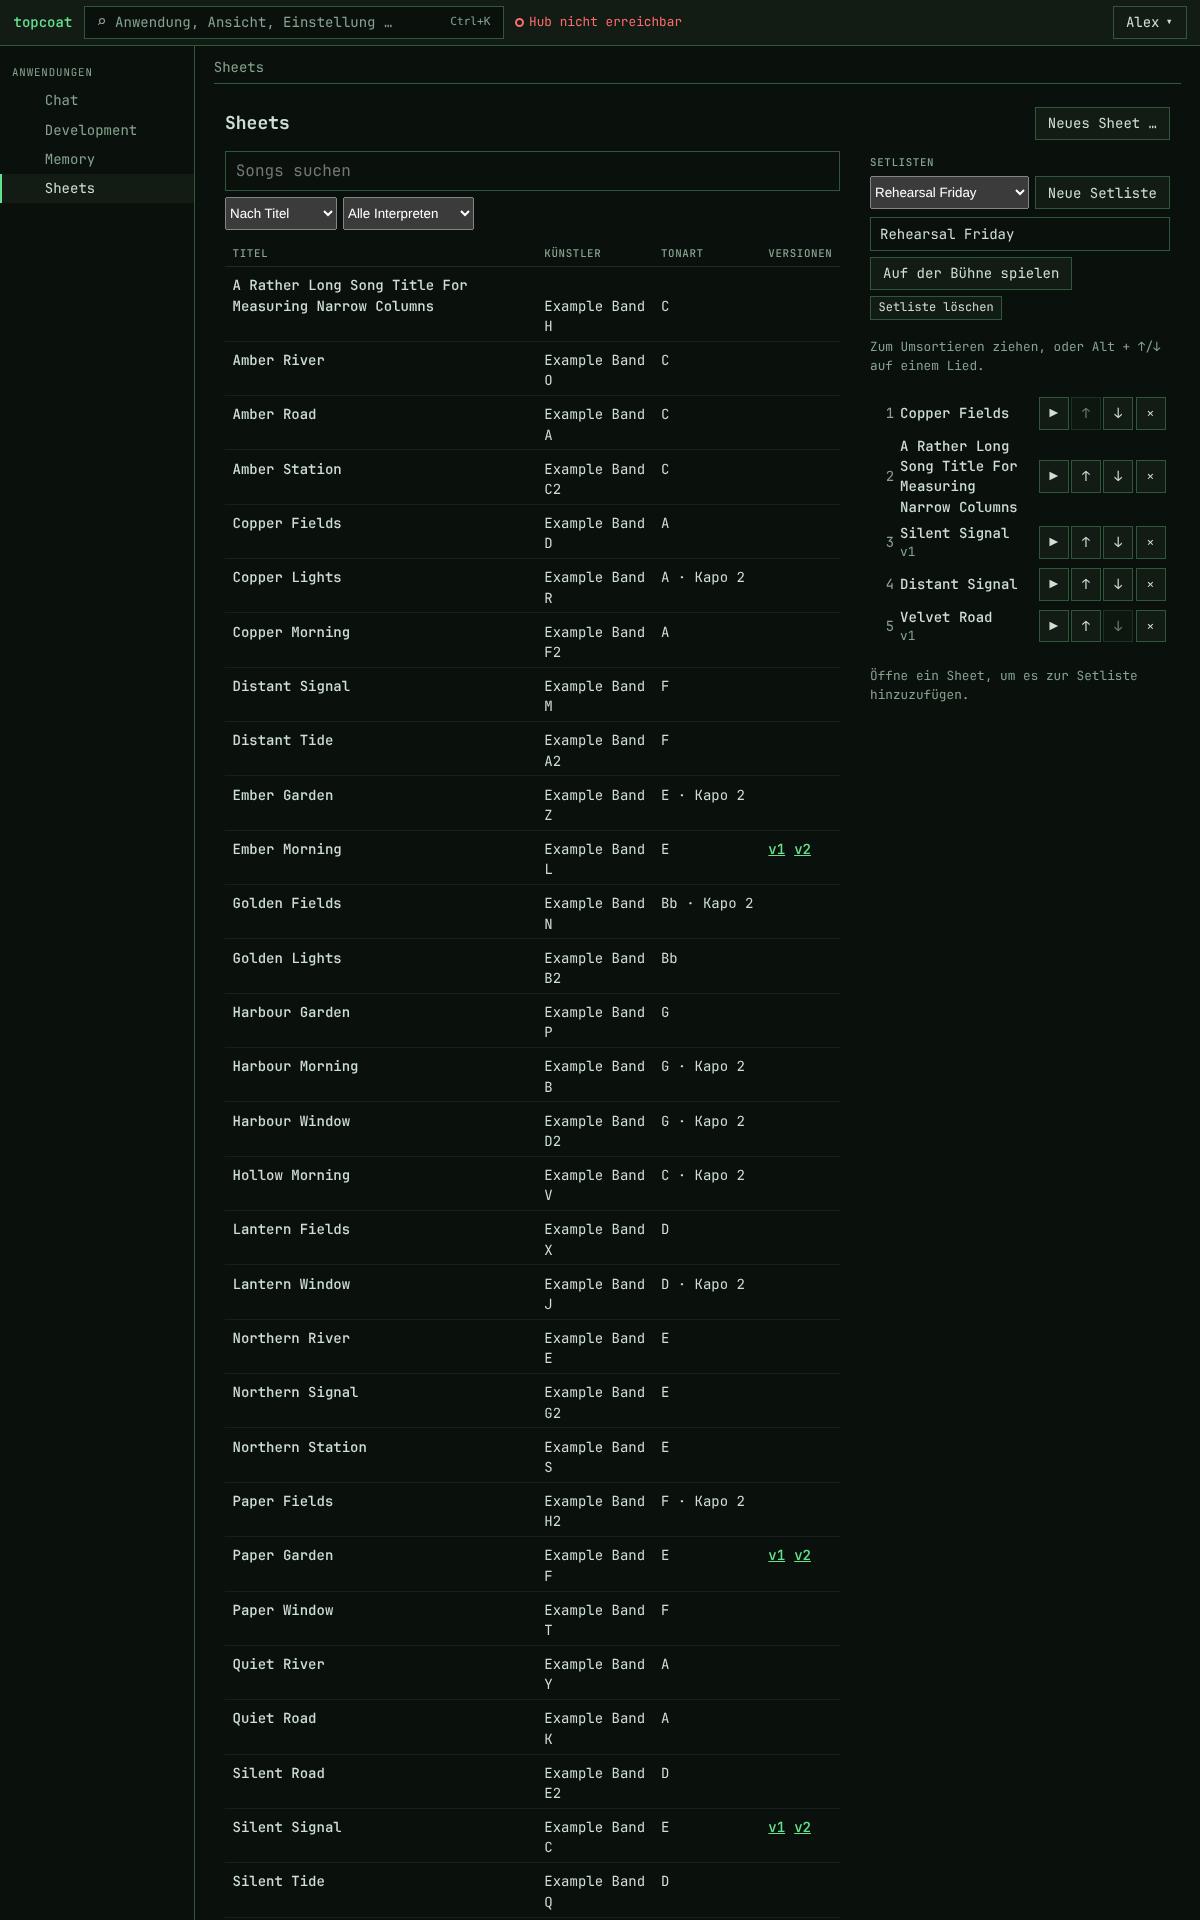 topcoat
Anwendung, Ansicht, Einstellung … Ctrl+K
Hub nicht erreichbar
Alex ▾
ANWENDUNGEN
Chat
Development
Memory
Sheets
Sheets
Sheets
Neues Sheet …
Songs suchen
Nach Titel
Alle Interpreten
TITEL KÜNSTLER TONART VERSIONEN
A Rather Long Song Title For
Measuring Narrow Columns Example Band C
H
Amber River Example Band C
O
Amber Road Example Band C
A
Amber Station Example Band C
C2
Copper Fields Example Band A
D
Copper Lights Example Band A · Kapo 2
R
Copper Morning Example Band A
F2
Distant Signal Example Band F
M
Distant Tide Example Band F
A2
Ember Garden Example Band E · Kapo 2
Z
Ember Morning Example Band E v1 v2
L
Golden Fields Example Band Bb · Kapo 2
N
Golden Lights Example Band Bb
B2
Harbour Garden Example Band G
P
Harbour Morning Example Band G · Kapo 2
B
Harbour Window Example Band G · Kapo 2
D2
Hollow Morning Example Band C · Kapo 2
V
Lantern Fields Example Band D
X
Lantern Window Example Band D · Kapo 2
J
Northern River Example Band E
E
Northern Signal Example Band E
G2
Northern Station Example Band E
S
Paper Fields Example Band F · Kapo 2
H2
Paper Garden Example Band E v1 v2
F
Paper Window Example Band F
T
Quiet River Example Band A
Y
Quiet Road Example Band A
K
Silent Road Example Band D
E2
Silent Signal Example Band E v1 v2
C
Silent Tide Example Band D
Q
SETLISTEN
Rehearsal Friday
Neue Setliste
Rehearsal Friday
Auf der Bühne spielen
Setliste löschen
Zum Umsortieren ziehen, oder Alt + ↑/↓
auf einem Lied.
1 Copper Fields ▶ ↑ ↓ ×
A Rather Long
Song Title For
2 ▶ ↑ ↓ ×
Measuring
Narrow Columns
3 Silent Signal ▶ ↑ ↓ ×
v1
4 Distant Signal ▶ ↑ ↓ ×
5 Velvet Road ▶ ↑ ↓ ×
v1
Öffne ein Sheet, um es zur Setliste
hinzuzufügen.